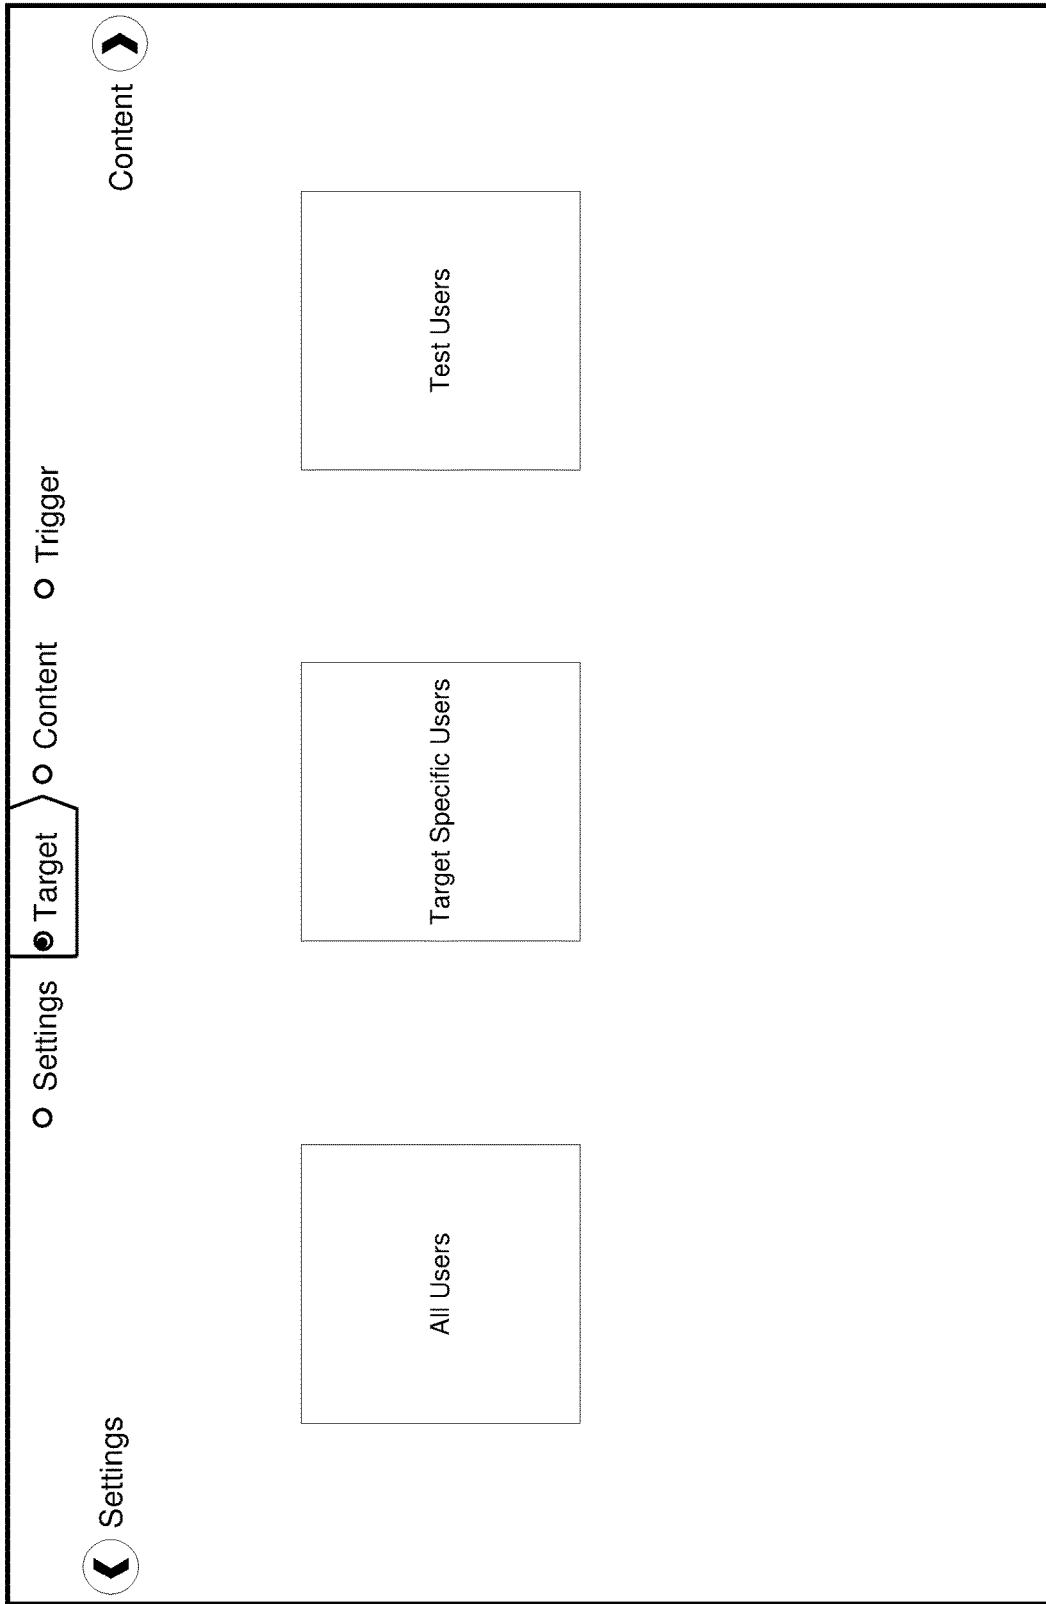 Settings
Target
Content
Trigger
Settings
Content
All Users
Target Specific Users
Test Users